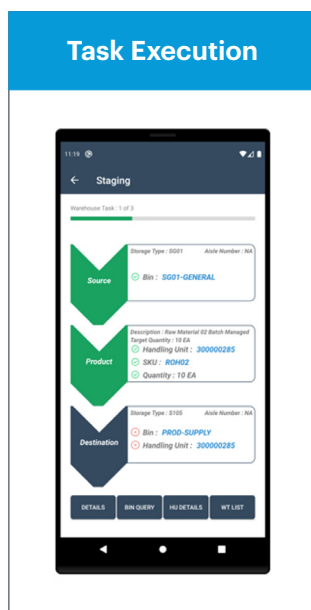 Task Execution
11:19
Staging
Warehouse Task: 1 of 3
Storage Type : SG01 Aisle Number : NA
Source
Bin : SG01-GENERAL
Description : Raw Material 02 Batch Managed
Target Quantity : 10 EA
Handling Unit : 300000285
Product
SKU : ROH02
Quantity : 10 EA
Storage Type : S105 Aisle Number : NA
Bin : PROD-SUPPLY
Destination
Handling Unit : 300000285
DETAILS BIN QUERY HU DETAILS WT LIST